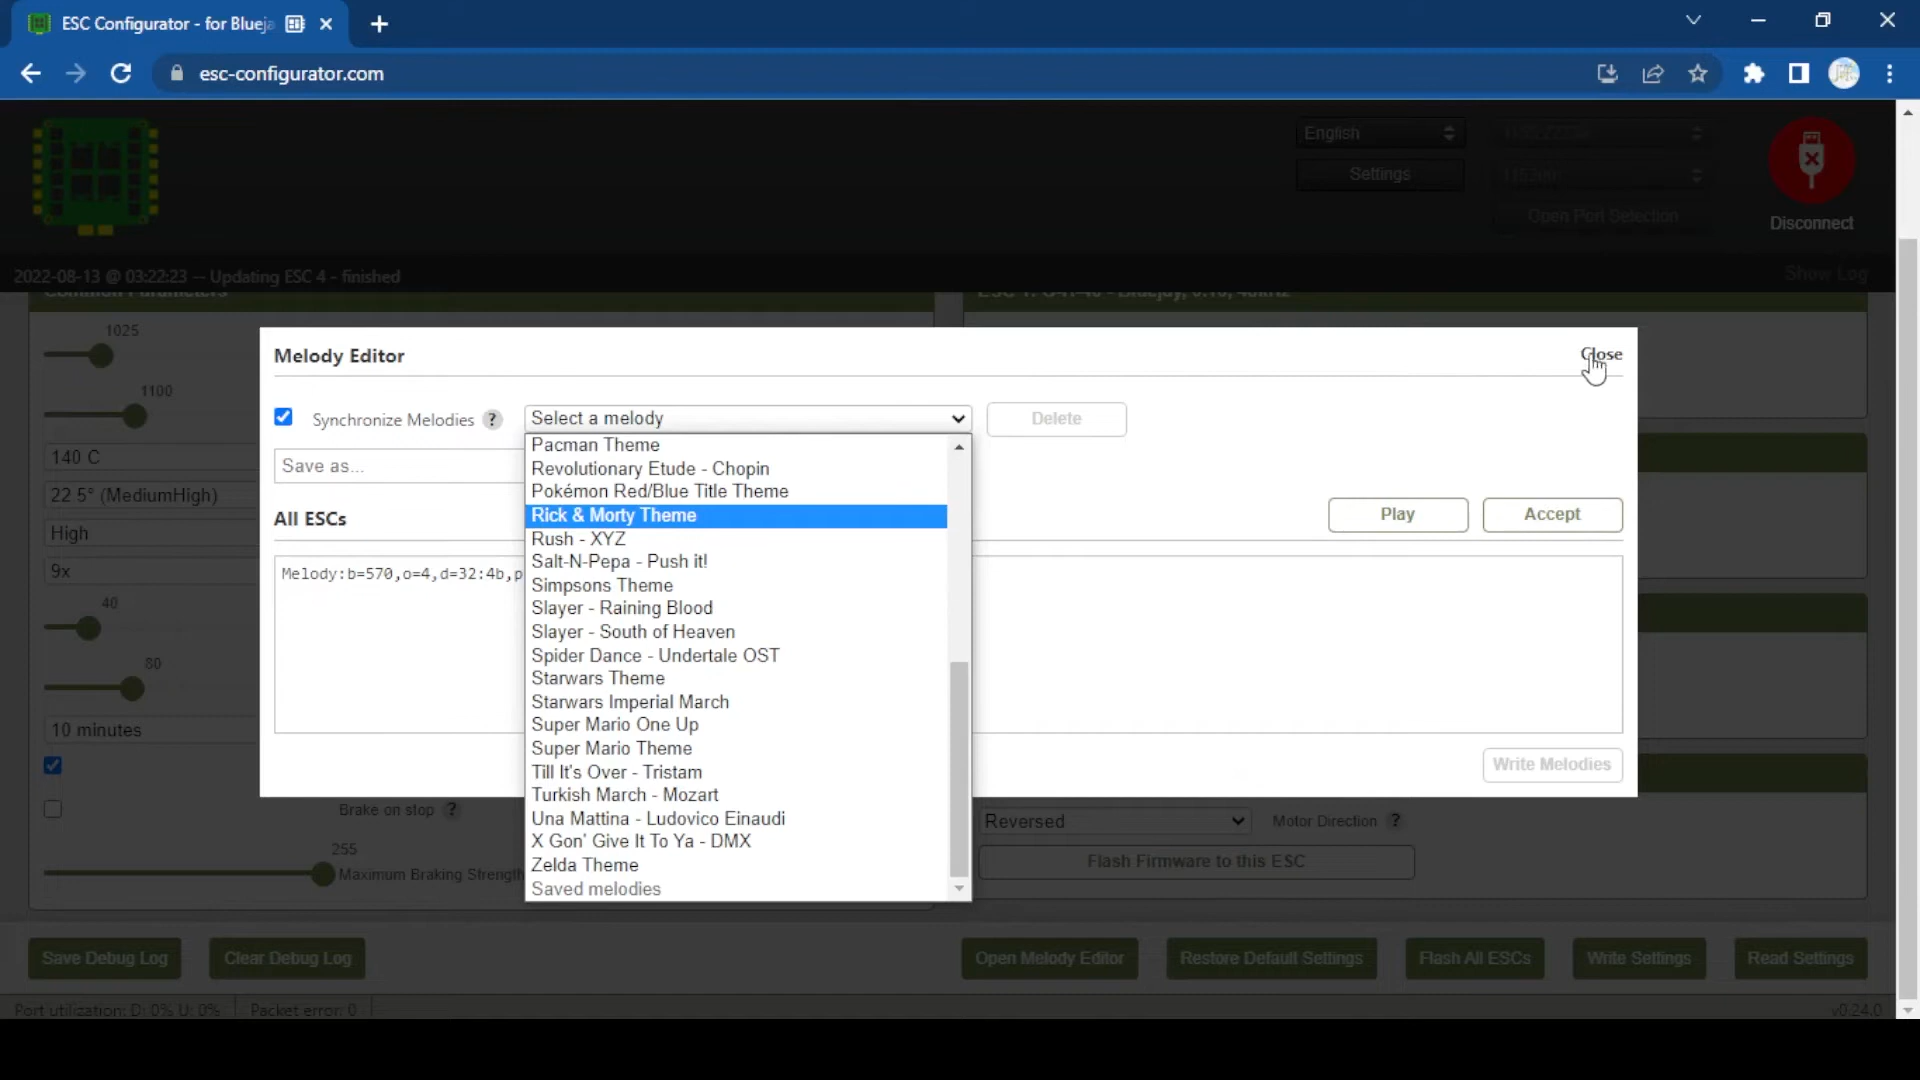 ESC Configurator - for Blueja
esc-configurator.com
English
Settings
Open Port Selection
Disconnect
2022-08-13 @ 03:22:23 -- Updating ESC 4 - finished
Show Log
Common Parameters
1025
1100
140 C
22.5° (MediumHigh)
High
9x
40
80
10 minutes
Brake on stop ?
255
Maximum Braking Strength
Melody Editor
Close
Synchronize Melodies ?
Select a melody
Delete
Save as...
All ESCs
Play
Accept
Melody:b=570,o=4,d=32:4b,p
Pacman Theme
Revolutionary Etude - Chopin
Pokémon Red/Blue Title Theme
Rick & Morty Theme
Rush - XYZ
Salt-N-Pepa - Push it!
Simpsons Theme
Slayer - Raining Blood
Slayer - South of Heaven
Spider Dance - Undertale OST
Starwars Theme
Starwars Imperial March
Super Mario One Up
Super Mario Theme
Till It's Over - Tristam
Turkish March - Mozart
Una Mattina - Ludovico Einaudi
X Gon' Give It To Ya - DMX
Zelda Theme
Saved melodies
Write Melodies
Reversed
Motor Direction ?
Flash Firmware to this ESC
Save Debug Log
Clear Debug Log
Open Melody Editor
Restore Default Settings
Flash All ESCs
Write Settings
Read Settings
Port utilization: D: 0% U: 0%
Packet error: 0
v0.24.0